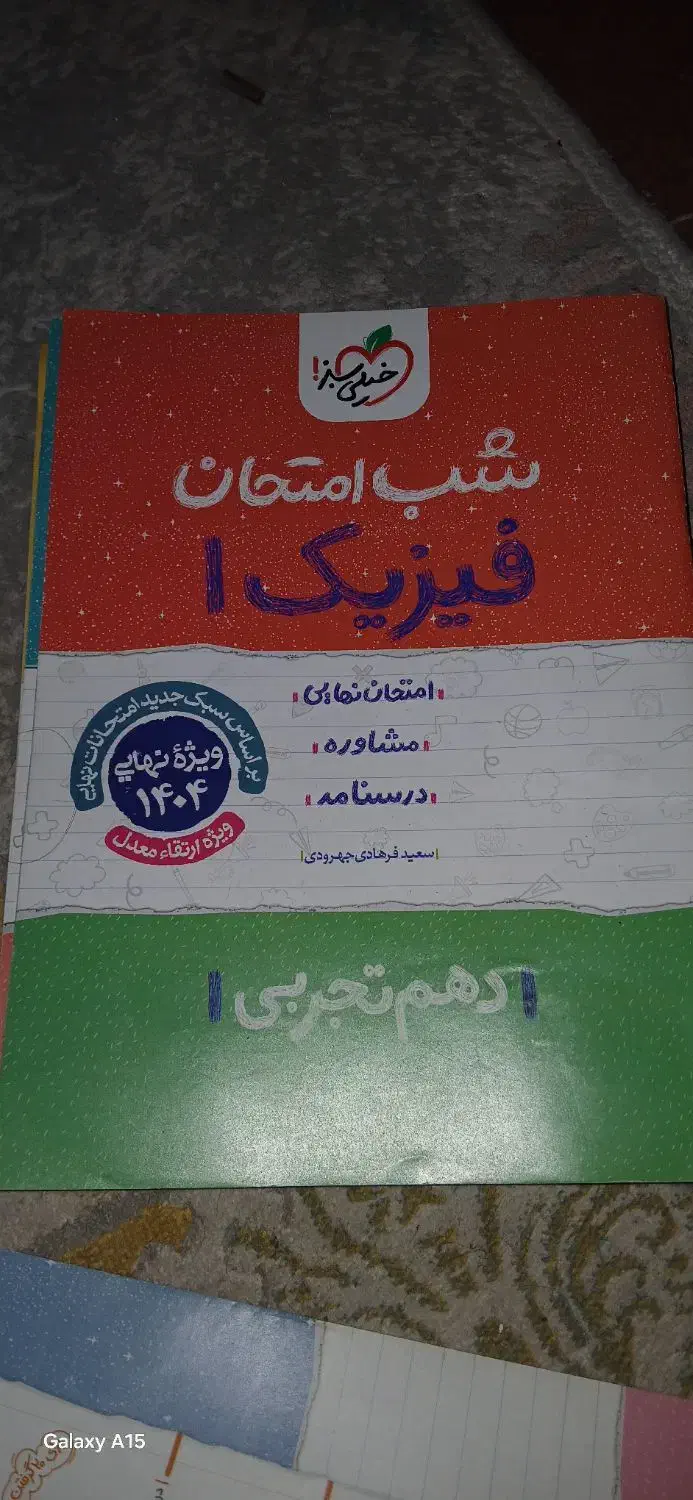 خیلی سبز!
شب امتحان
فیزیک ۱
امتحان نهایی
مشاوره
درسنامه
سعید فرهادی جهرودی
بر اساس سبک جدید امتحانات نهایی
ویژهٔ نهایی
۱۴۰۴
ویژه ارتقاء معدل
دهم تجربی
Galaxy A15